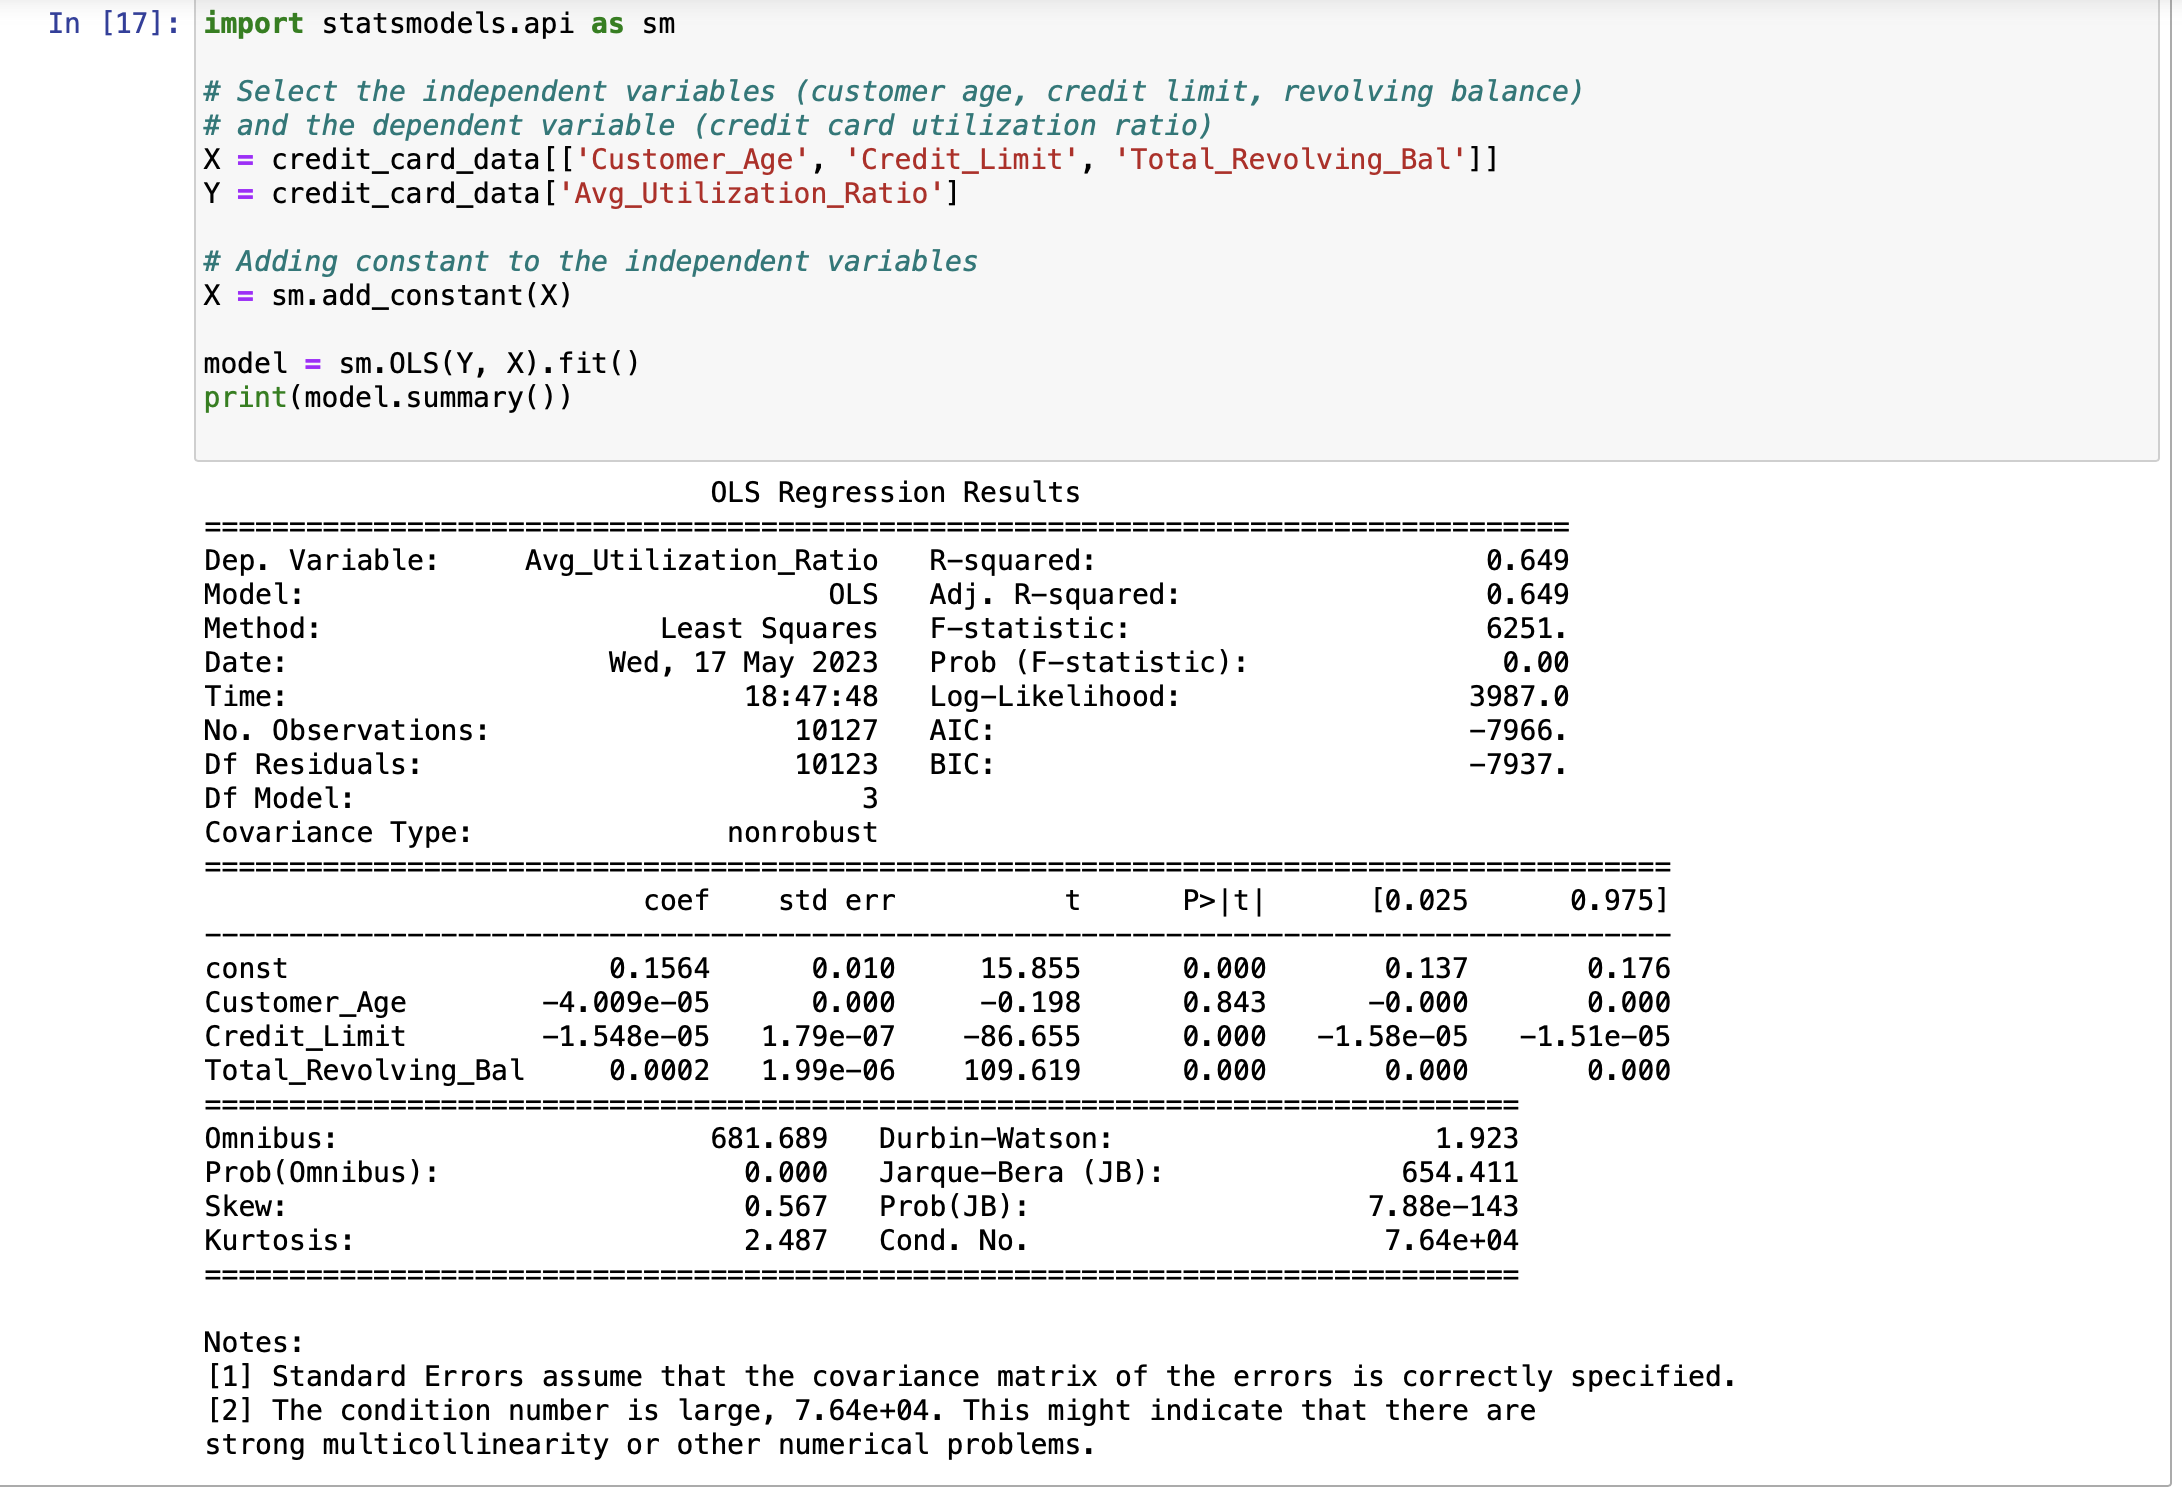 In [17]: import statsmodels.api as sm
# Select the independent variables (customer age, credit limit, revolving balance)
# and the dependent variable (credit card utilization ratio)
X = credit_card_data[['Customer_Age', 'Credit_Limit', 'Total_Revolving_Bal']]
Y = credit_card_data['Avg_Utilization_Ratio']
# Adding constant to the independent variables
X = sm.add_constant(X)
model = sm.OLS(Y, X).fit()
print(model.summary())
OLS Regression Results
==============================================================================
Dep. Variable: Avg_Utilization_Ratio R-squared: 0.649
Model: OLS Adj. R-squared: 0.649
Method: Least Squares F-statistic: 6251.
Date: Wed, 17 May 2023 Prob (F-statistic): 0.00
Time: 18:47:48 Log-Likelihood: 3987.0
No. Observations: 10127 AIC: -7966.
Df Residuals: 10123 BIC: -7937.
Df Model: 3
Covariance Type: nonrobust
=======================================================================================
coef std err t P>|t| [0.025 0.975]
---------------------------------------------------------------------------------------
const 0.1564 0.010 15.855 0.000 0.137 0.176
Customer_Age -4.009e-05 0.000 -0.198 0.843 -0.000 0.000
Credit_Limit -1.548e-05 1.79e-07 -86.655 0.000 -1.58e-05 -1.51e-05
Total_Revolving_Bal 0.0002 1.99e-06 109.619 0.000 0.000 0.000
==============================================================================
Omnibus: 681.689 Durbin-Watson: 1.923
Prob(Omnibus): 0.000 Jarque-Bera (JB): 654.411
Skew: 0.567 Prob(JB): 7.88e-143
Kurtosis: 2.487 Cond. No. 7.64e+04
==============================================================================
Notes:
[1] Standard Errors assume that the covariance matrix of the errors is correctly specified.
[2] The condition number is large, 7.64e+04. This might indicate that there are
strong multicollinearity or other numerical problems.